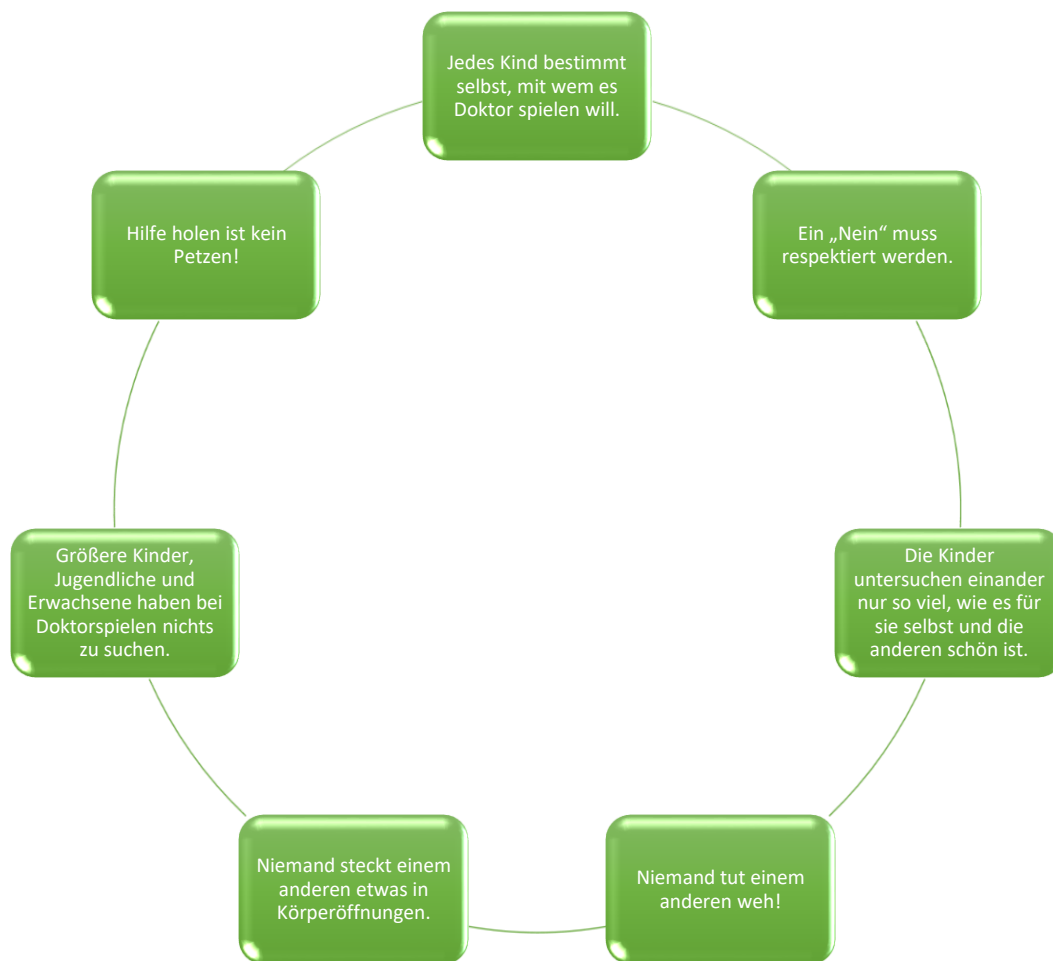 Jedes Kind bestimmt
selbst, mit wem es
Doktor spielen will.
Ein „Nein“ muss
respektiert werden.
Die Kinder
untersuchen einander
nur so viel, wie es für
sie selbst und die
anderen schön ist.
Niemand tut einem
anderen weh!
Niemand steckt einem
anderen etwas in
Körperöffnungen.
Größere Kinder,
Jugendliche und
Erwachsene haben bei
Doktorspielen nichts
zu suchen.
Hilfe holen ist kein
Petzen!